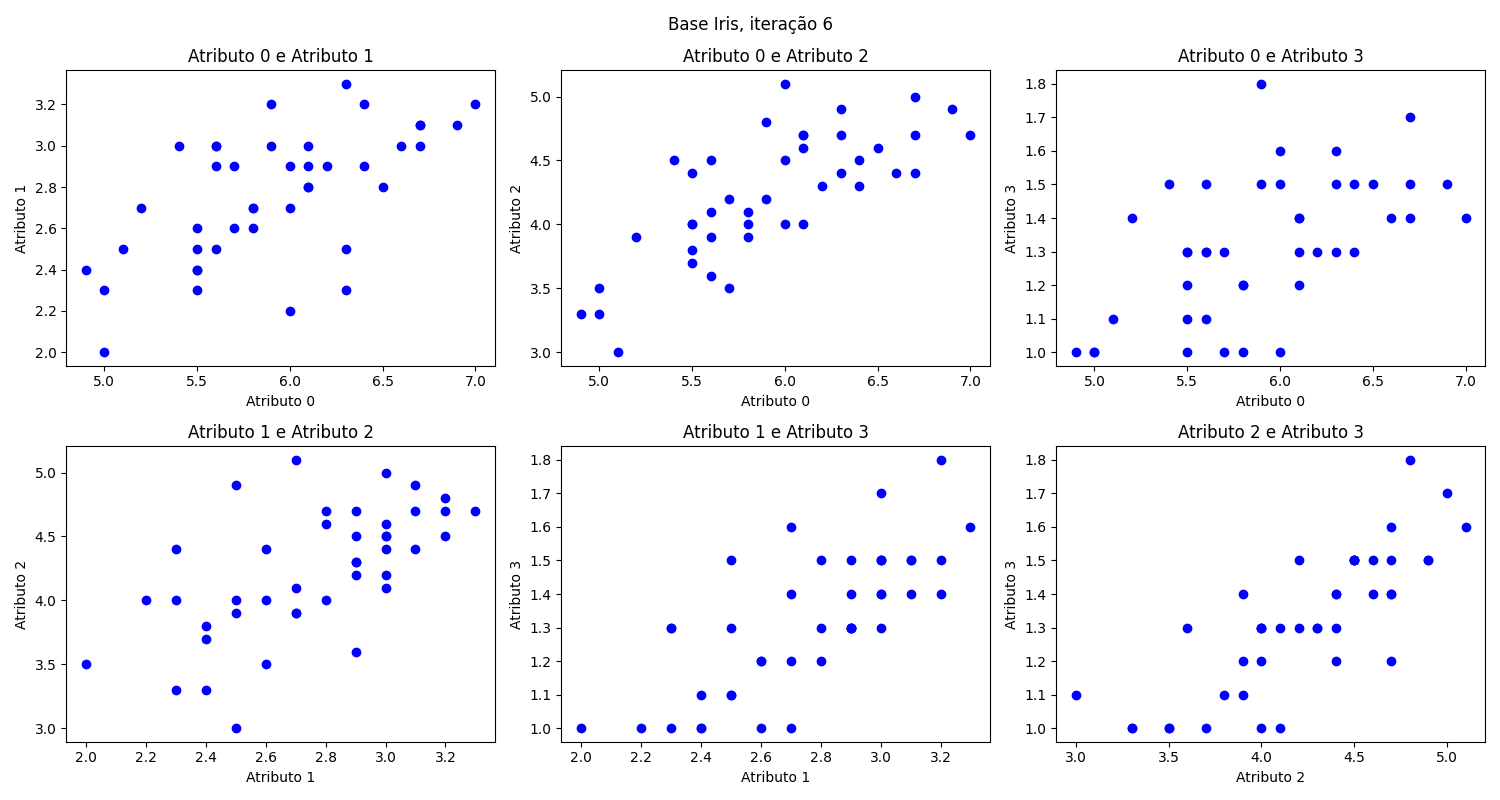 Base Iris, iteração 6
Atributo 0 e Atributo 1
3.2
3.0
2.8
2.6
2.4
2.2
2.0
Atributo 1
5.0 5.5 6.0 6.5 7.0
Atributo 0
Atributo 0 e Atributo 2
5.0
4.5
4.0
3.5
3.0
Atributo 2
5.0 5.5 6.0 6.5 7.0
Atributo 0
Atributo 0 e Atributo 3
1.8
1.7
1.6
1.5
1.4
1.3
1.2
1.1
1.0
Atributo 3
5.0 5.5 6.0 6.5 7.0
Atributo 0
Atributo 1 e Atributo 2
5.0
4.5
4.0
3.5
3.0
Atributo 2
2.0 2.2 2.4 2.6 2.8 3.0 3.2
Atributo 1
Atributo 1 e Atributo 3
1.8
1.7
1.6
1.5
1.4
1.3
1.2
1.1
1.0
Atributo 3
2.0 2.2 2.4 2.6 2.8 3.0 3.2
Atributo 1
Atributo 2 e Atributo 3
1.8
1.7
1.6
1.5
1.4
1.3
1.2
1.1
1.0
Atributo 3
3.0 3.5 4.0 4.5 5.0
Atributo 2